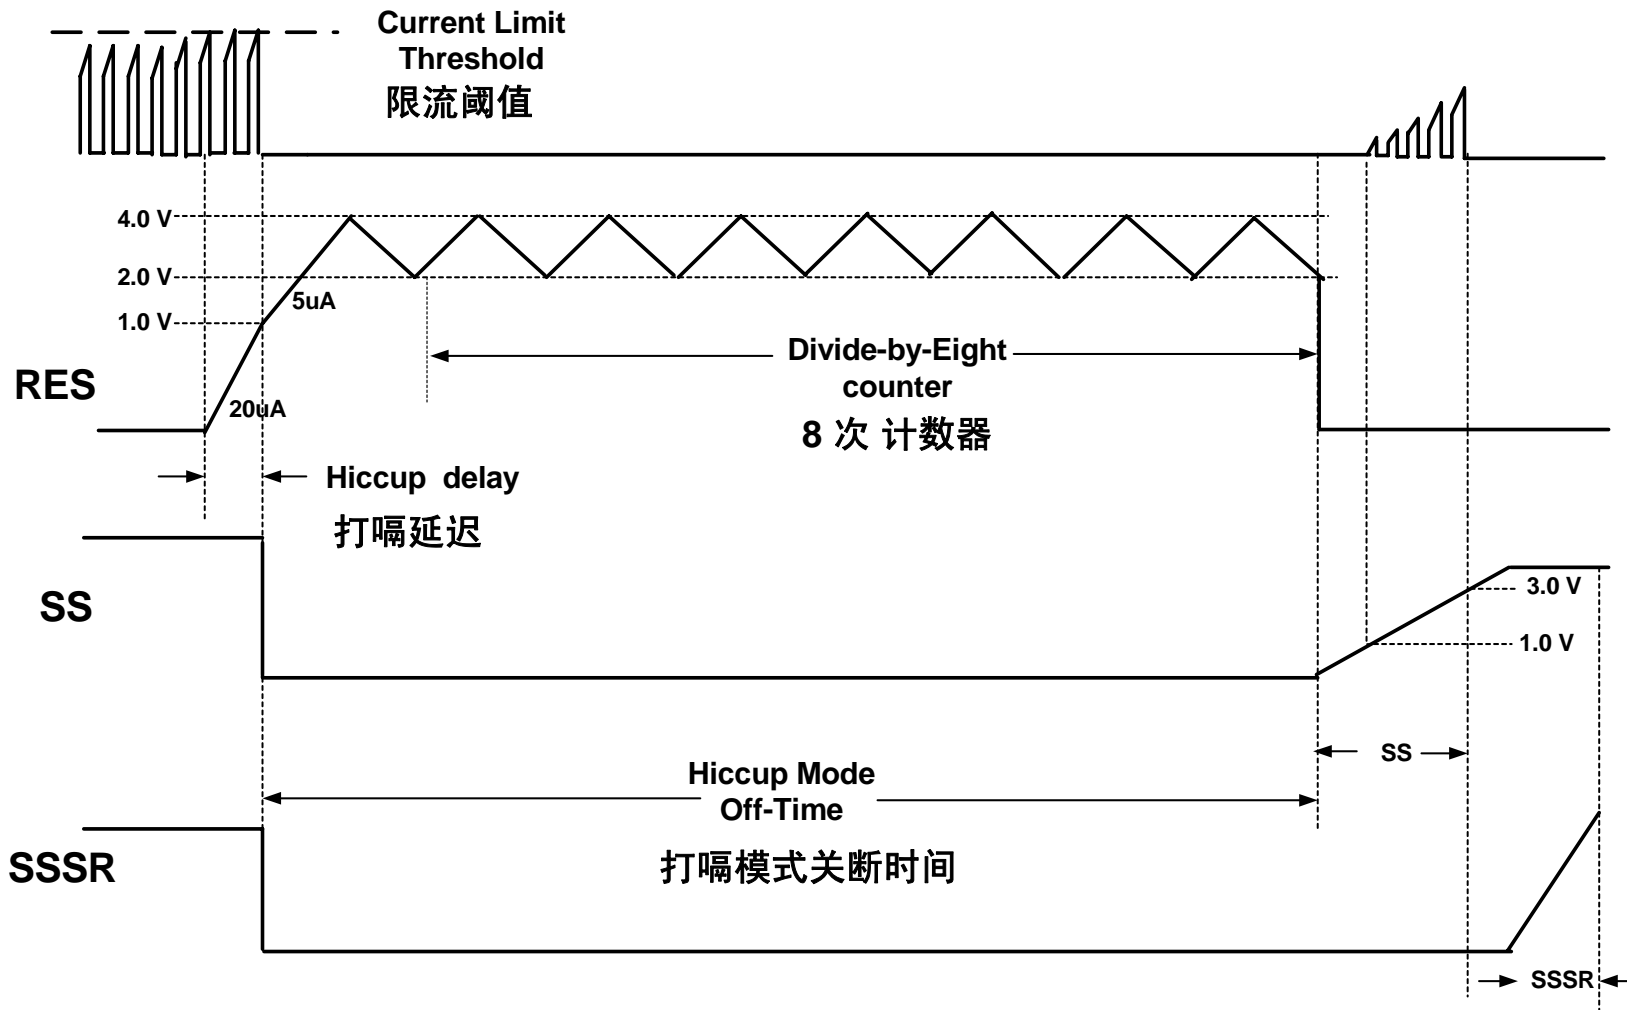 Current Limit
Threshold
限流阈值
4.0 V
2.0 V
1.0 V
5uA
20uA
RES
Divide-by-Eight
counter
8 次 计数器
Hiccup delay
打嗝延迟
SS
3.0 V
1.0 V
SS
Hiccup Mode
Off-Time
打嗝模式关断时间
SSSR
SSSR